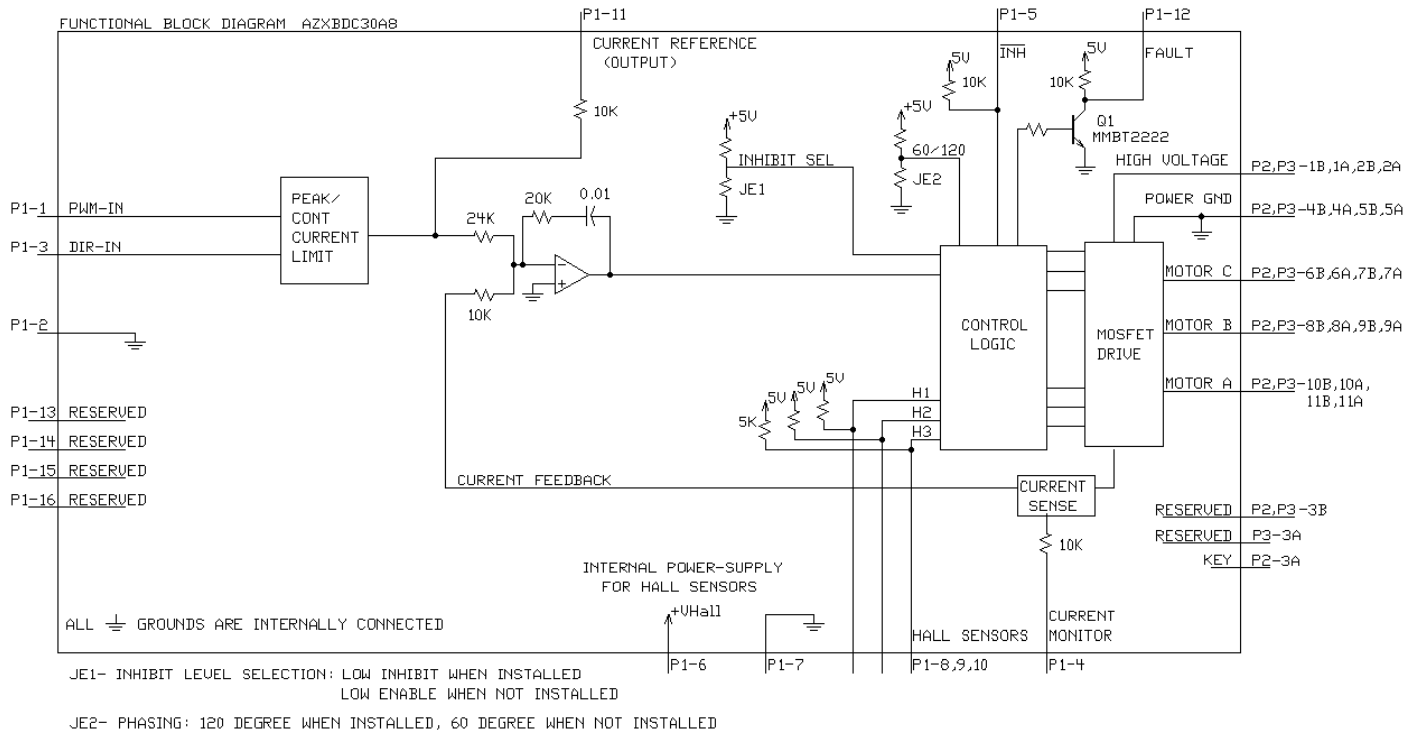 FUNCTIONAL BLOCK DIAGRAM AZXBDC30A8
P1-11
P1-5
P1-12
CURRENT REFERENCE
(OUTPUT)
INH
FAULT
5V
10K
5V
10K
10K
+5V
+5V
Q1
MMBT2222
INHIBIT SEL
60/120
JE1
JE2
HIGH VOLTAGE
P2,P3-1B,1A,2B,2A
POWER GND
P2,P3-4B,4A,5B,5A
P1-1 PWM-IN
P1-3 DIR-IN
PEAK/
CONT
CURRENT
LIMIT
24K
20K
0.01
-
+
10K
P1-2
CONTROL
LOGIC
MOSFET
DRIVE
MOTOR C
P2,P3-6B,6A,7B,7A
MOTOR B
P2,P3-8B,8A,9B,9A
MOTOR A
P2,P3-10B,10A,
11B,11A
5V
5V
5V
5K
H1
H2
H3
P1-13 RESERVED
P1-14 RESERVED
P1-15 RESERVED
P1-16 RESERVED
CURRENT FEEDBACK
CURRENT
SENSE
10K
RESERVED P2,P3-3B
RESERVED P3-3A
KEY P2-3A
INTERNAL POWER-SUPPLY
FOR HALL SENSORS
+VHall
ALL GROUNDS ARE INTERNALLY CONNECTED
HALL SENSORS
CURRENT
MONITOR
P1-6
P1-7
P1-8,9,10
P1-4
JE1- INHIBIT LEVEL SELECTION: LOW INHIBIT WHEN INSTALLED
LOW ENABLE WHEN NOT INSTALLED
JE2- PHASING: 120 DEGREE WHEN INSTALLED, 60 DEGREE WHEN NOT INSTALLED